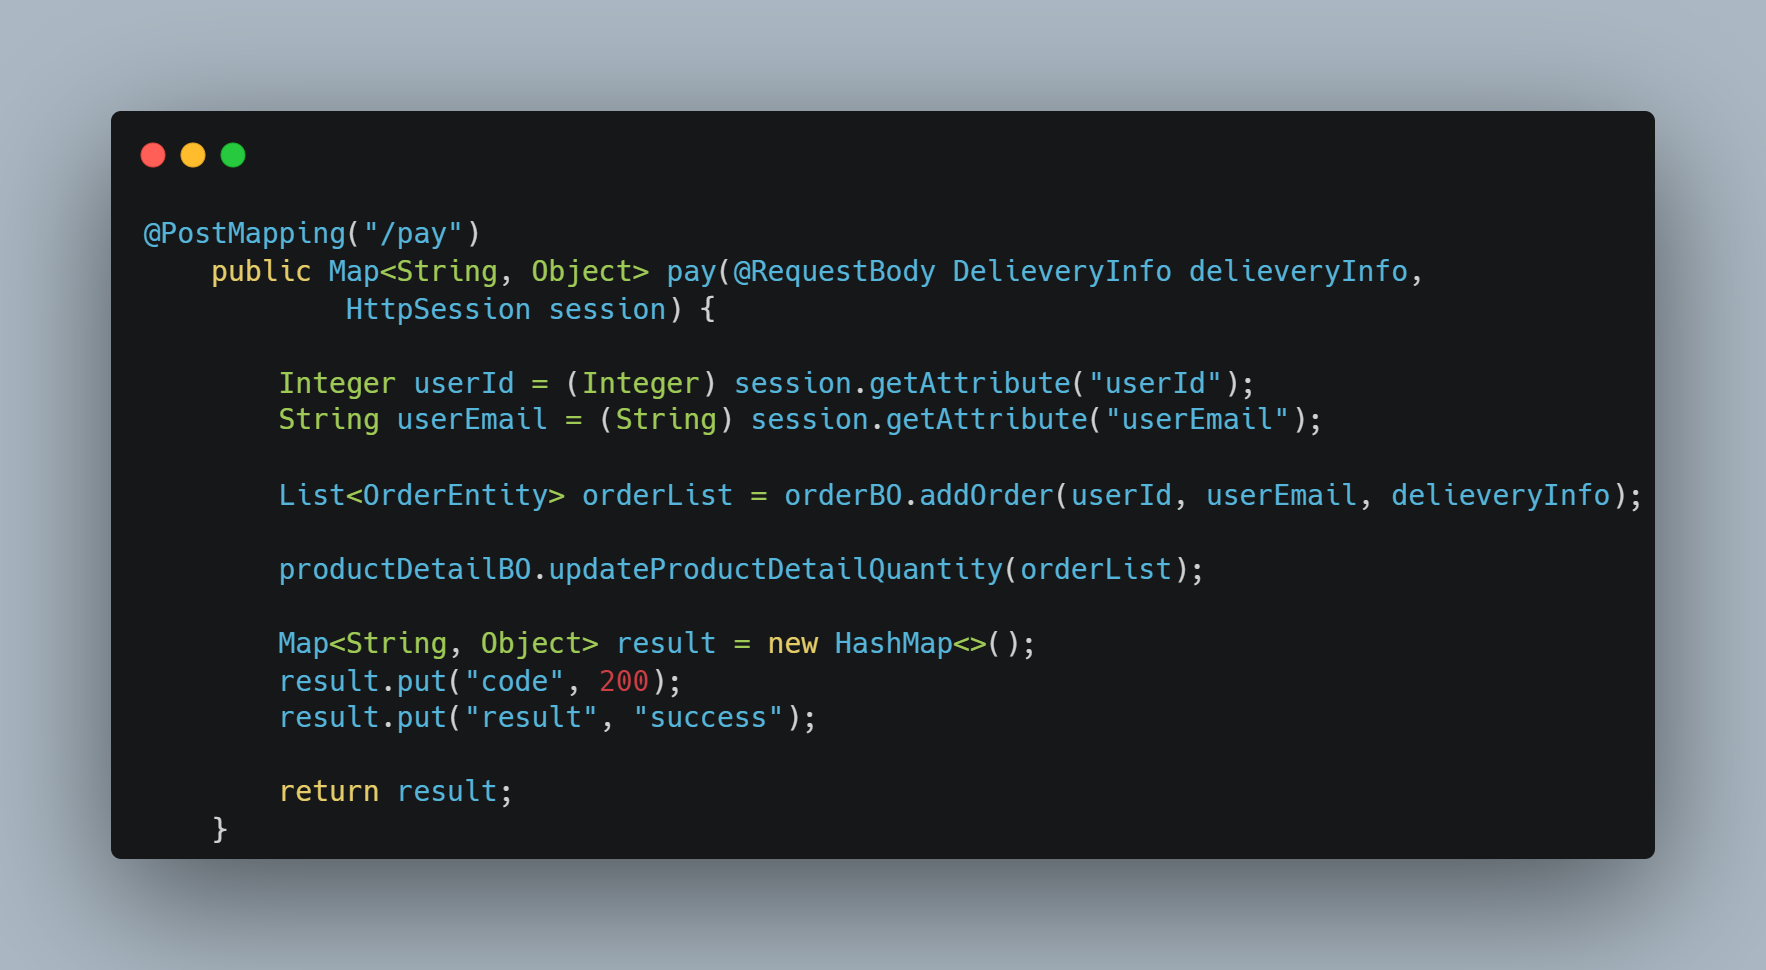 @PostMapping("/pay")
    public Map<String, Object> pay(@RequestBody DelieveryInfo delieveryInfo,
            HttpSession session) {
        Integer userId = (Integer) session.getAttribute("userId");
        String userEmail = (String) session.getAttribute("userEmail");
        List<OrderEntity> orderList = orderBO.addOrder(userId, userEmail, delieveryInfo);
        productDetailBO.updateProductDetailQuantity(orderList);
        Map<String, Object> result = new HashMap<>();
        result.put("code", 200);
        result.put("result", "success");
        return result;
    }